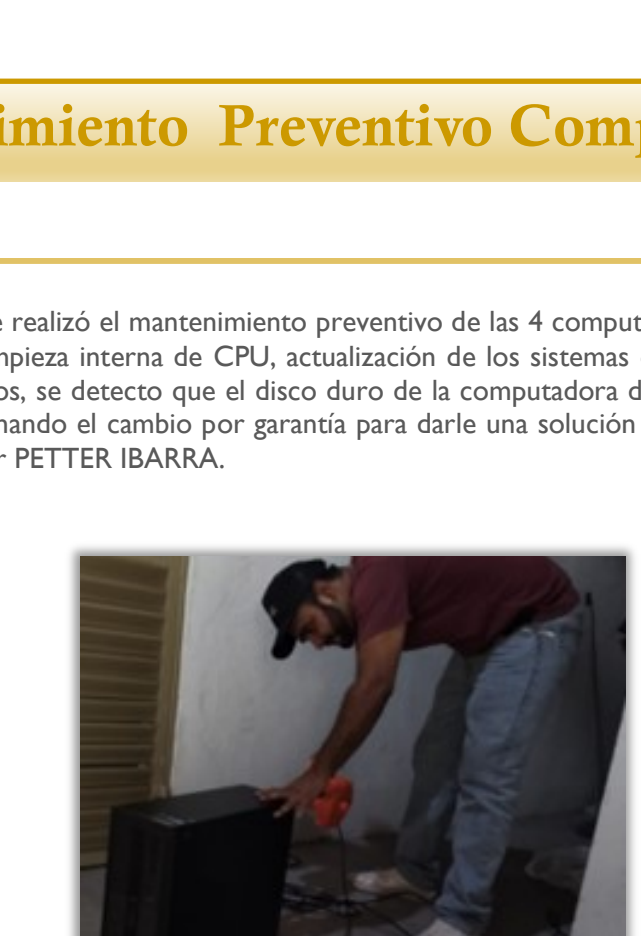 imiento Preventivo Comp
e realizó el mantenimiento preventivo de las 4 comput
mpieza interna de CPU, actualización de los sistemas
os, se detecto que el disco duro de la computadora d
nando el cambio por garantía para darle una solución
r PETTER IBARRA.